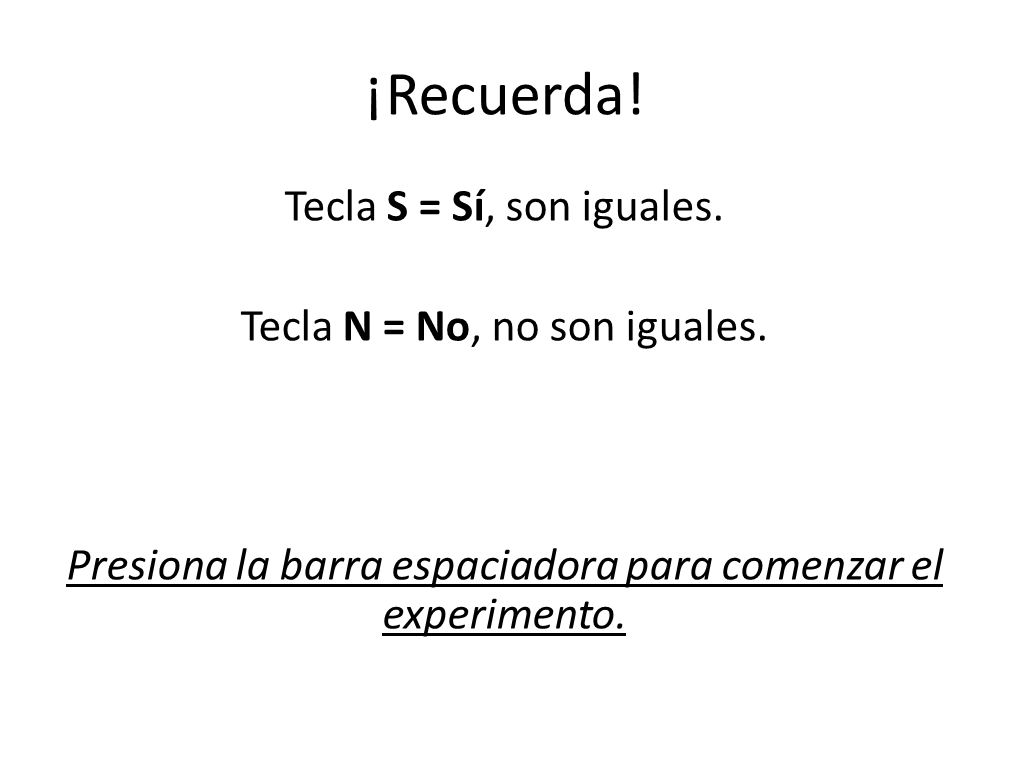 ¡Recuerda!
Tecla S = Sí, son iguales.
Tecla N = No, no son iguales.
Presiona la barra espaciadora para comenzar el
experimento.